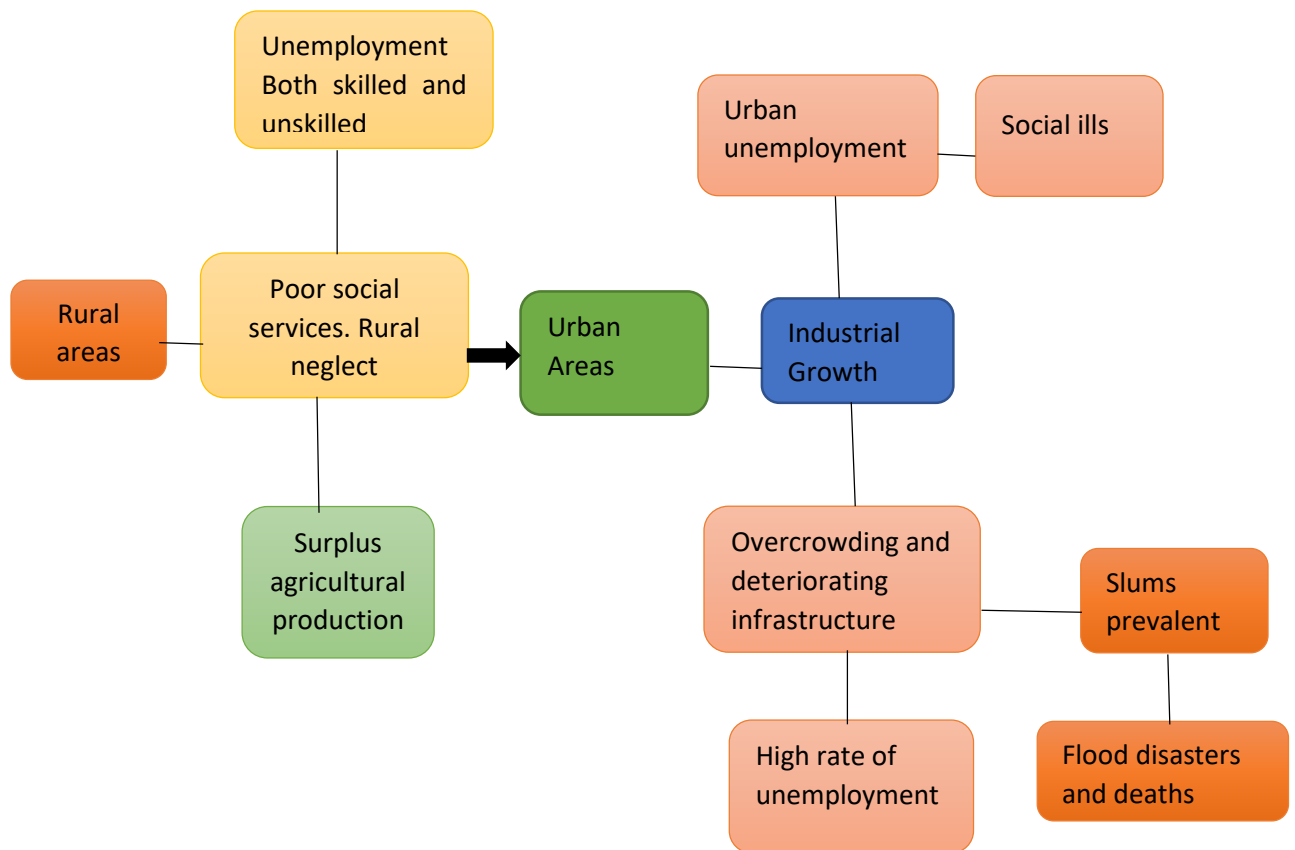 Unemployment
Both skilled and
unskilled
Urban
unemployment
Social ills
Rural
areas
Poor social
services. Rural
neglect
Urban
Areas
Industrial
Growth
Surplus
agricultural
production
Overcrowding and
deteriorating
infrastructure
Slums
prevalent
High rate of
unemployment
Flood disasters
and deaths